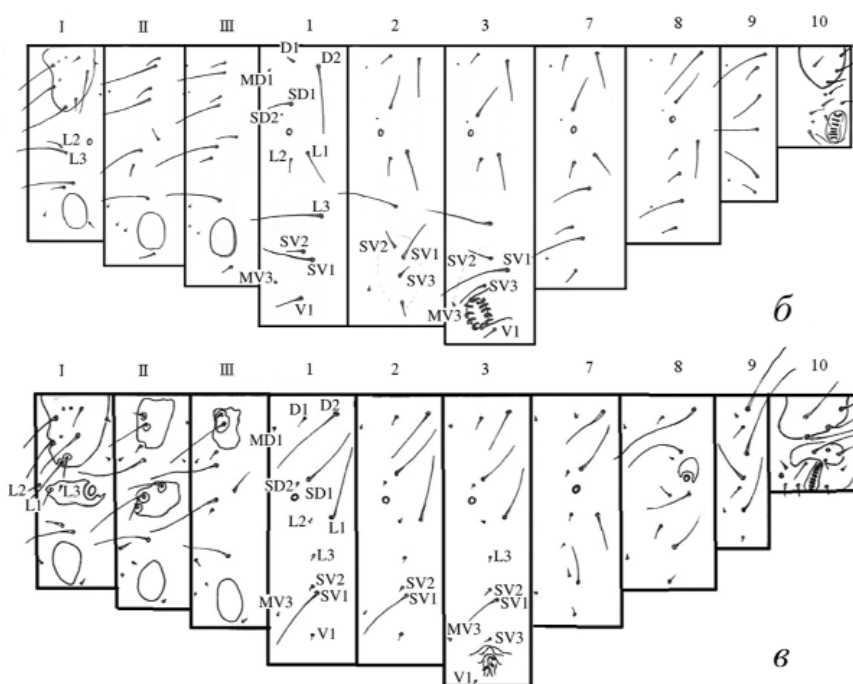 I II III 1 2 3 7 8 9 10
D1
D2
MD1
SD1
SD2
L2
L3
L2 L1
L3
SV2
SV1
MV3
V1
SV2 SV1
SV3
SV2 SV1
SV3
MV3
V1
б
I II III 1 2 3 7 8 9 10
D1 D2
MD1
L2 L3
L1
SD2 SD1
L2 L1
L3
SV2
SV1
MV3
V1
SV2
SV1
L3
SV2
SV1
MV3
SV3
V1
в